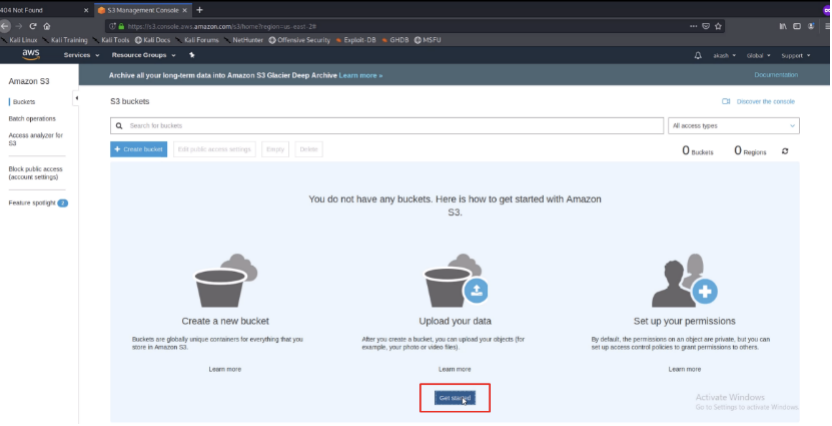 404 Not Found
S3 Management Console
https://s3.console.aws.amazon.com/s3/home?region=us-east-2#
Kali Linux Kali Training Kali Tools Kali Docs Kali Forums NetHunter Offensive Security Exploit-DB GHDB MSFU
aws Services Resource Groups akash Global Support
Amazon S3
Buckets
Batch operations
Access analyzer for
S3
Block public access
(account settings)
Feature spotlight 2
Archive all your long-term data into Amazon S3 Glacier Deep Archive Learn more »
Documentation
S3 buckets
Discover the console
Search for buckets
All access types
+ Create bucket Edit public access settings Empty Delete
0 Buckets 0 Regions
You do not have any buckets. Here is how to get started with Amazon
S3.
Create a new bucket
Buckets are globally unique containers for everything that you
store in Amazon S3.
Learn more
Upload your data
After you create a bucket, you can upload your objects (for
example, your photo or video files).
Learn more
Set up your permissions
By default, the permissions on an object are private, but you can
set up access control policies to grant permissions to others.
Learn more
Get started
Activate Windows
Go to Settings to activate Windows.